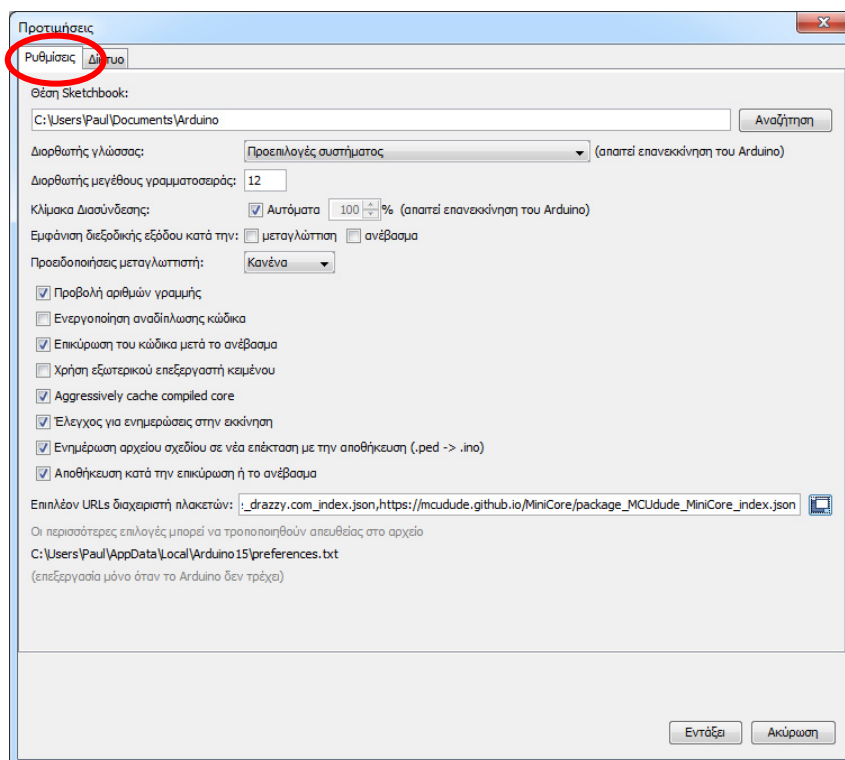 Προτιμήσεις
Ρυθμίσεις Δίκτυο
Θέση Sketchbook:
C:\Users\Paul\Documents\Arduino Αναζήτηση
Διορθωτής γλώσσας: Προεπιλογές συστήματος (απαιτεί επανεκκίνηση του Arduino)
Διορθωτής μεγέθους γραμματοσειράς: 12
Κλίμακα Διασύνδεσης: Αυτόματα 100 % (απαιτεί επανεκκίνηση του Arduino)
Εμφάνιση διεξοδικής εξόδου κατά την: μεταγλώττιση ανέβασμα
Προειδοποιήσεις μεταγλωττιστή: Κανένα
Προβολή αριθμών γραμμής
Ενεργοποίηση αναδίπλωσης κώδικα
Επικύρωση του κώδικα μετά το ανέβασμα
Χρήση εξωτερικού επεξεργαστή κειμένου
Aggressively cache compiled core
Έλεγχος για ενημερώσεις στην εκκίνηση
Ενημέρωση αρχείου σχεδίου σε νέα επέκταση με την αποθήκευση (.ped -> .ino)
Αποθήκευση κατά την επικύρωση ή το ανέβασμα
Επιπλέον URLs διαχειριστή πλακετών: _drazzy.com_index.json,https://mcudude.github.io/MiniCore/package_MCUdude_MiniCore_index.json
Οι περισσότερες επιλογές μπορεί να τροποποιηθούν απευθείας στο αρχείο
C:\Users\Paul\AppData\Local\Arduino15\preferences.txt
(επεξεργασία μόνο όταν το Arduino δεν τρέχει)
Εντάξει Ακύρωση